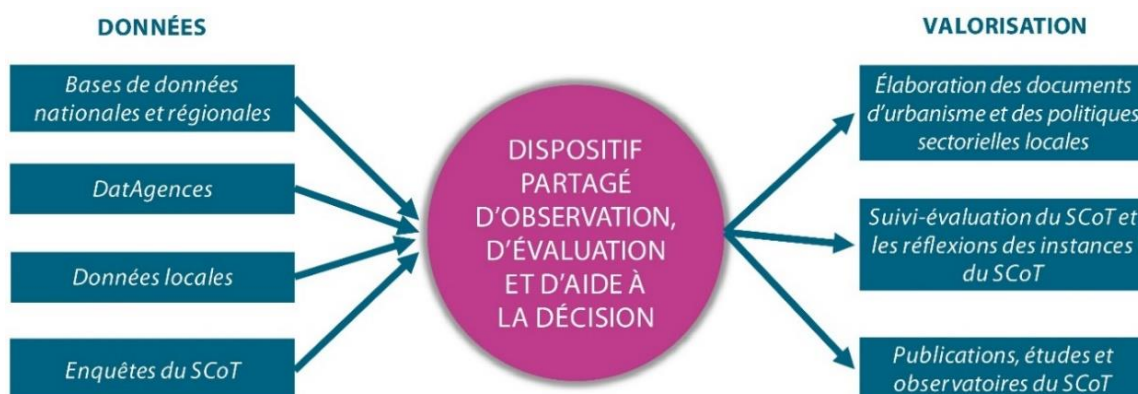 DONNÉES
Bases de données
nationales et régionales
DatAgences
Données locales
Enquêtes du SCoT
DISPOSITIF
PARTAGÉ
D'OBSERVATION,
D'ÉVALUATION
ET D'AIDE À
LA DÉCISION
VALORISATION
Élaboration des documents
d'urbanisme et des politiques
sectorielles locales
Suivi-évaluation du SCoT et
les réflexions des instances
du SCoT
Publications, études et
observatoires du SCoT